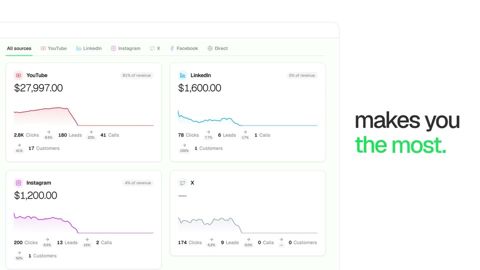 All sources YouTube LinkedIn Instagram X Facebook Direct
YouTube 81% of revenue
$27,997.00
2.8K Clicks 180 Leads 41 Calls
17 Customers
LinkedIn 5% of revenue
$1,600.00
78 Clicks 6 Leads 1 Calls
1 Customers
Instagram 4% of revenue
$1,200.00
200 Clicks 13 Leads 2 Calls
1 Customers
X
174 Clicks 9 Leads 0 Calls 0 Customers
makes you
the most.